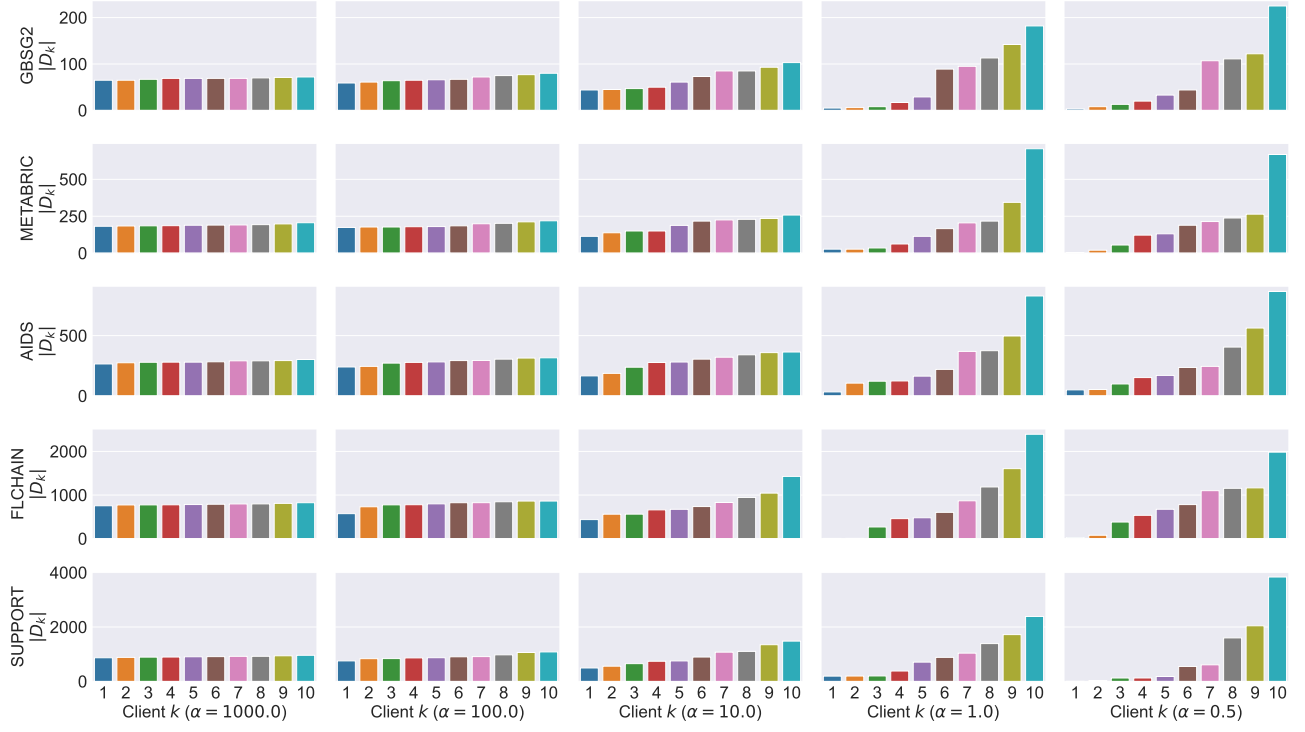 GBSG2
|D_k|
200
100
0
METABRIC
|D_k|
500
250
0
AIDS
|D_k|
500
0
FLCHAIN
|D_k|
2000
1000
0
SUPPORT
|D_k|
4000
2000
0
1 2 3 4 5 6 7 8 9 10
Client k (α = 1000.0)
1 2 3 4 5 6 7 8 9 10
Client k (α = 100.0)
1 2 3 4 5 6 7 8 9 10
Client k (α = 10.0)
1 2 3 4 5 6 7 8 9 10
Client k (α = 1.0)
1 2 3 4 5 6 7 8 9 10
Client k (α = 0.5)